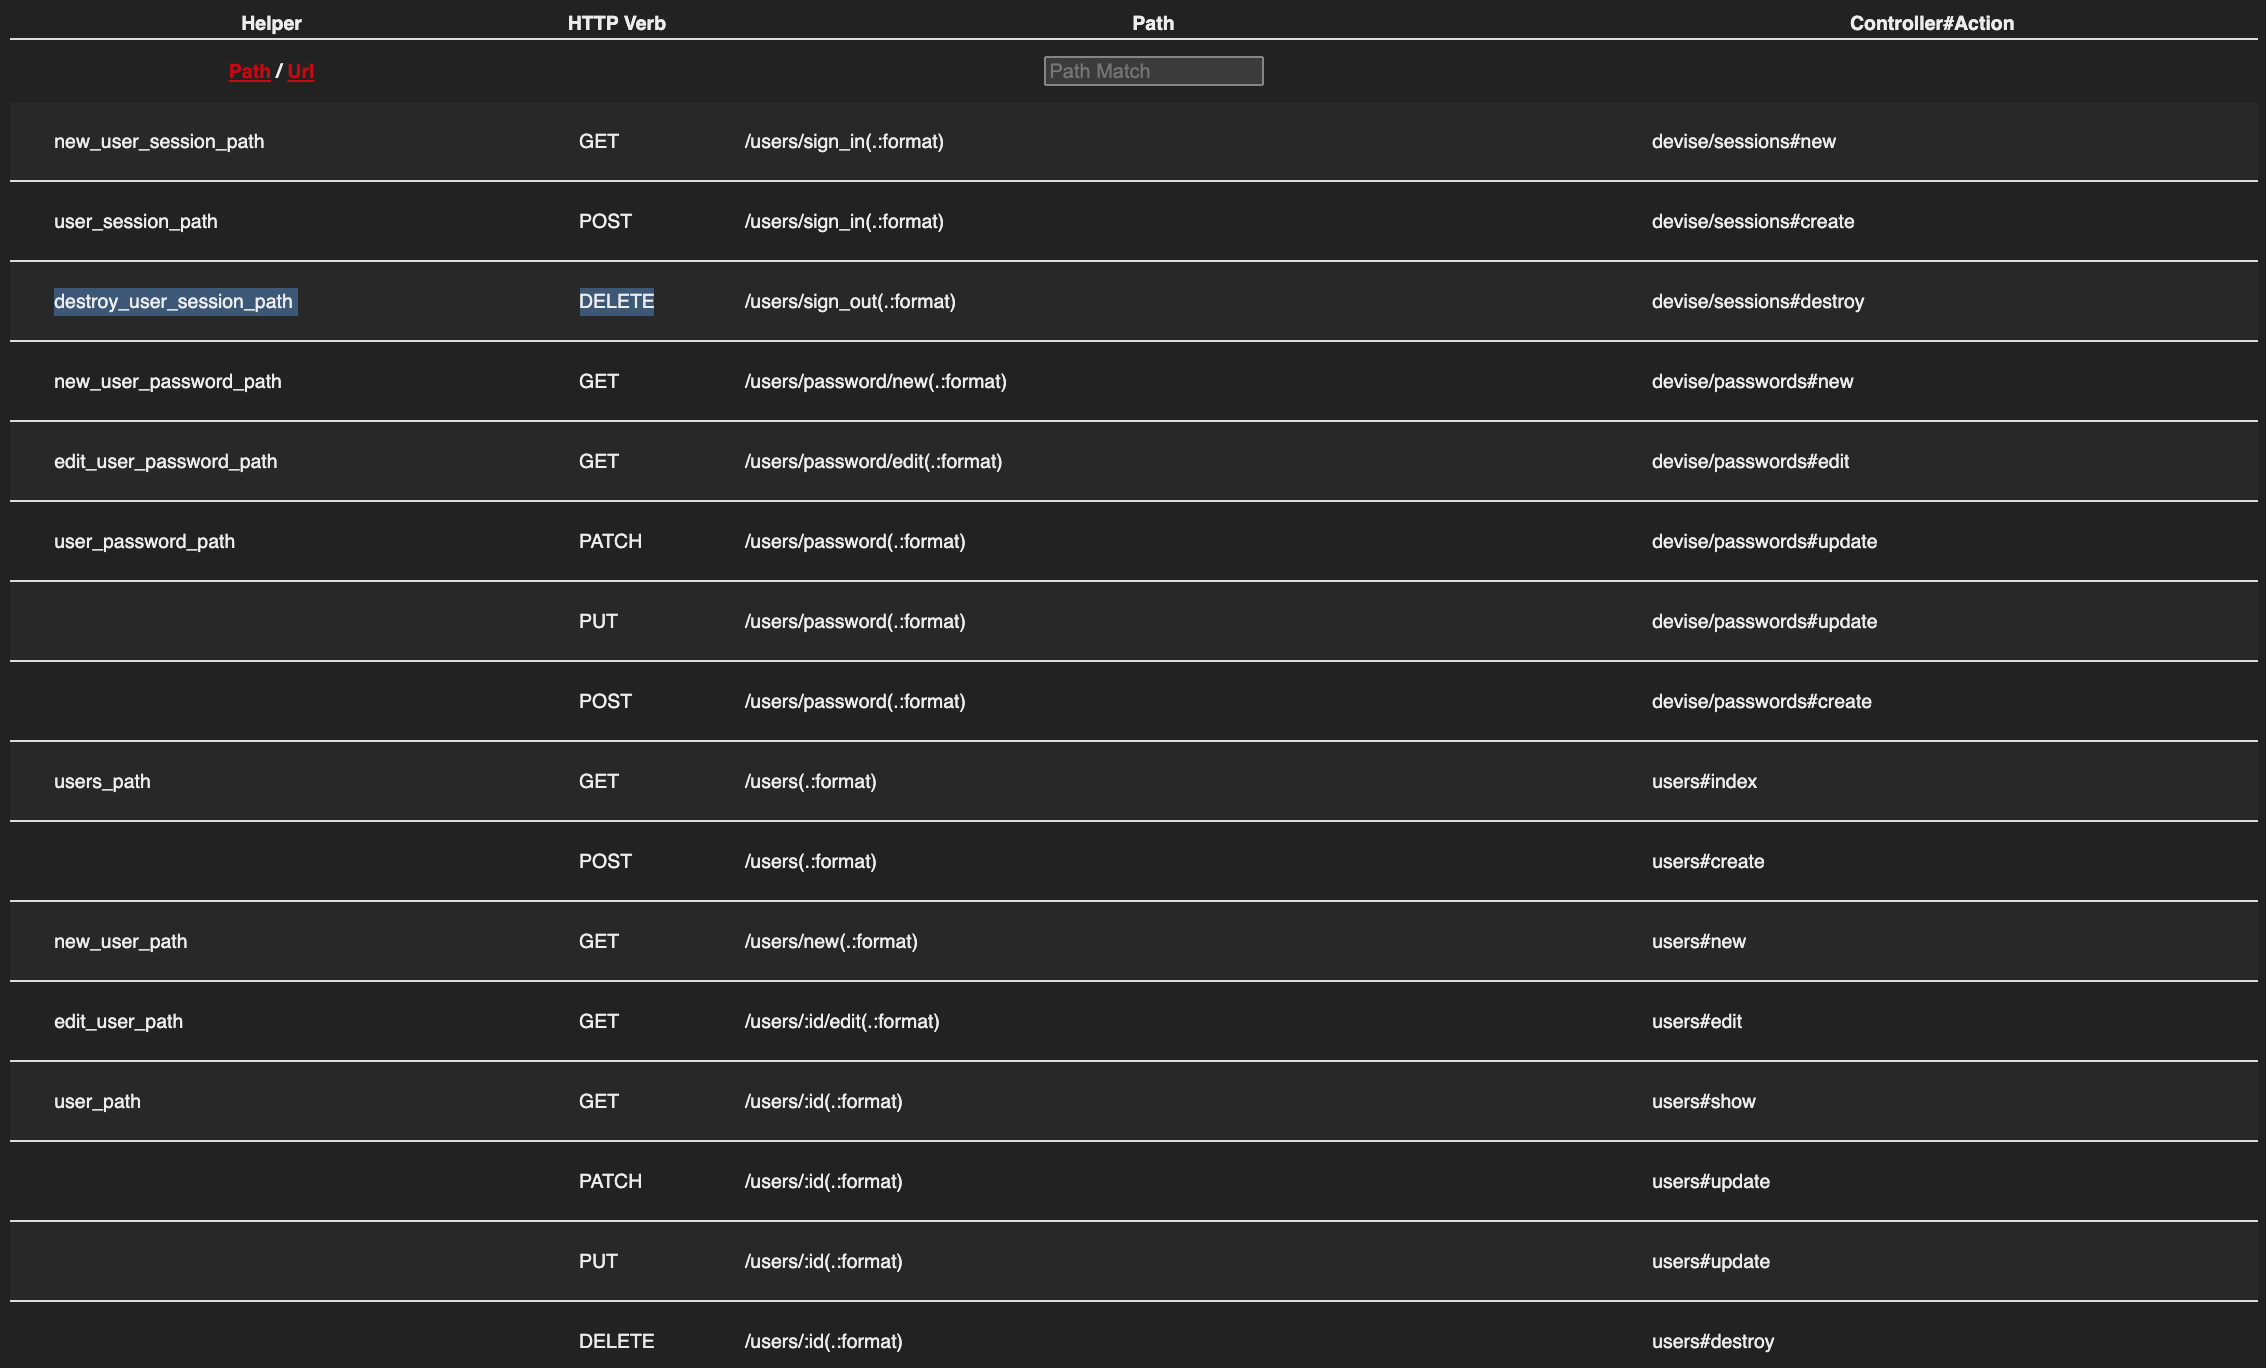 Helper HTTP Verb Path Controller#Action
Path / Url Path Match
new_user_session_path GET /users/sign_in(.:format) devise/sessions#new
user_session_path POST /users/sign_in(.:format) devise/sessions#create
destroy_user_session_path DELETE /users/sign_out(.:format) devise/sessions#destroy
new_user_password_path GET /users/password/new(.:format) devise/passwords#new
edit_user_password_path GET /users/password/edit(.:format) devise/passwords#edit
user_password_path PATCH /users/password(.:format) devise/passwords#update
PUT /users/password(.:format) devise/passwords#update
POST /users/password(.:format) devise/passwords#create
users_path GET /users(.:format) users#index
POST /users(.:format) users#create
new_user_path GET /users/new(.:format) users#new
edit_user_path GET /users/:id/edit(.:format) users#edit
user_path GET /users/:id(.:format) users#show
PATCH /users/:id(.:format) users#update
PUT /users/:id(.:format) users#update
DELETE /users/:id(.:format) users#destroy